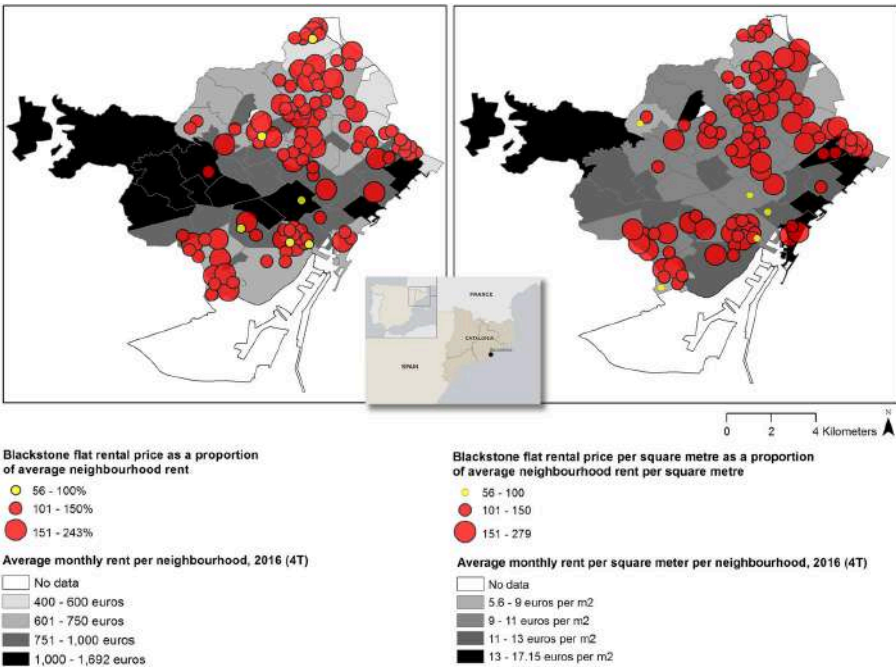 FRANCE
CATALONIA
Barcelona
SPAIN
N
0 2 4 Kilometers
Blackstone flat rental price as a proportion
of average neighbourhood rent
56 - 100%
101 - 150%
151 - 243%
Average monthly rent per neighbourhood, 2016 (4T)
No data
400 - 600 euros
601 - 750 euros
751 - 1,000 euros
1,000 - 1,692 euros
Blackstone flat rental price per square metre as a proportion
of average neighbourhood rent per square metre
56 - 100
101 - 150
151 - 279
Average monthly rent per square meter per neighbourhood, 2016 (4T)
No data
5.6 - 9 euros per m2
9 - 11 euros per m2
11 - 13 euros per m2
13 - 17.15 euros per m2